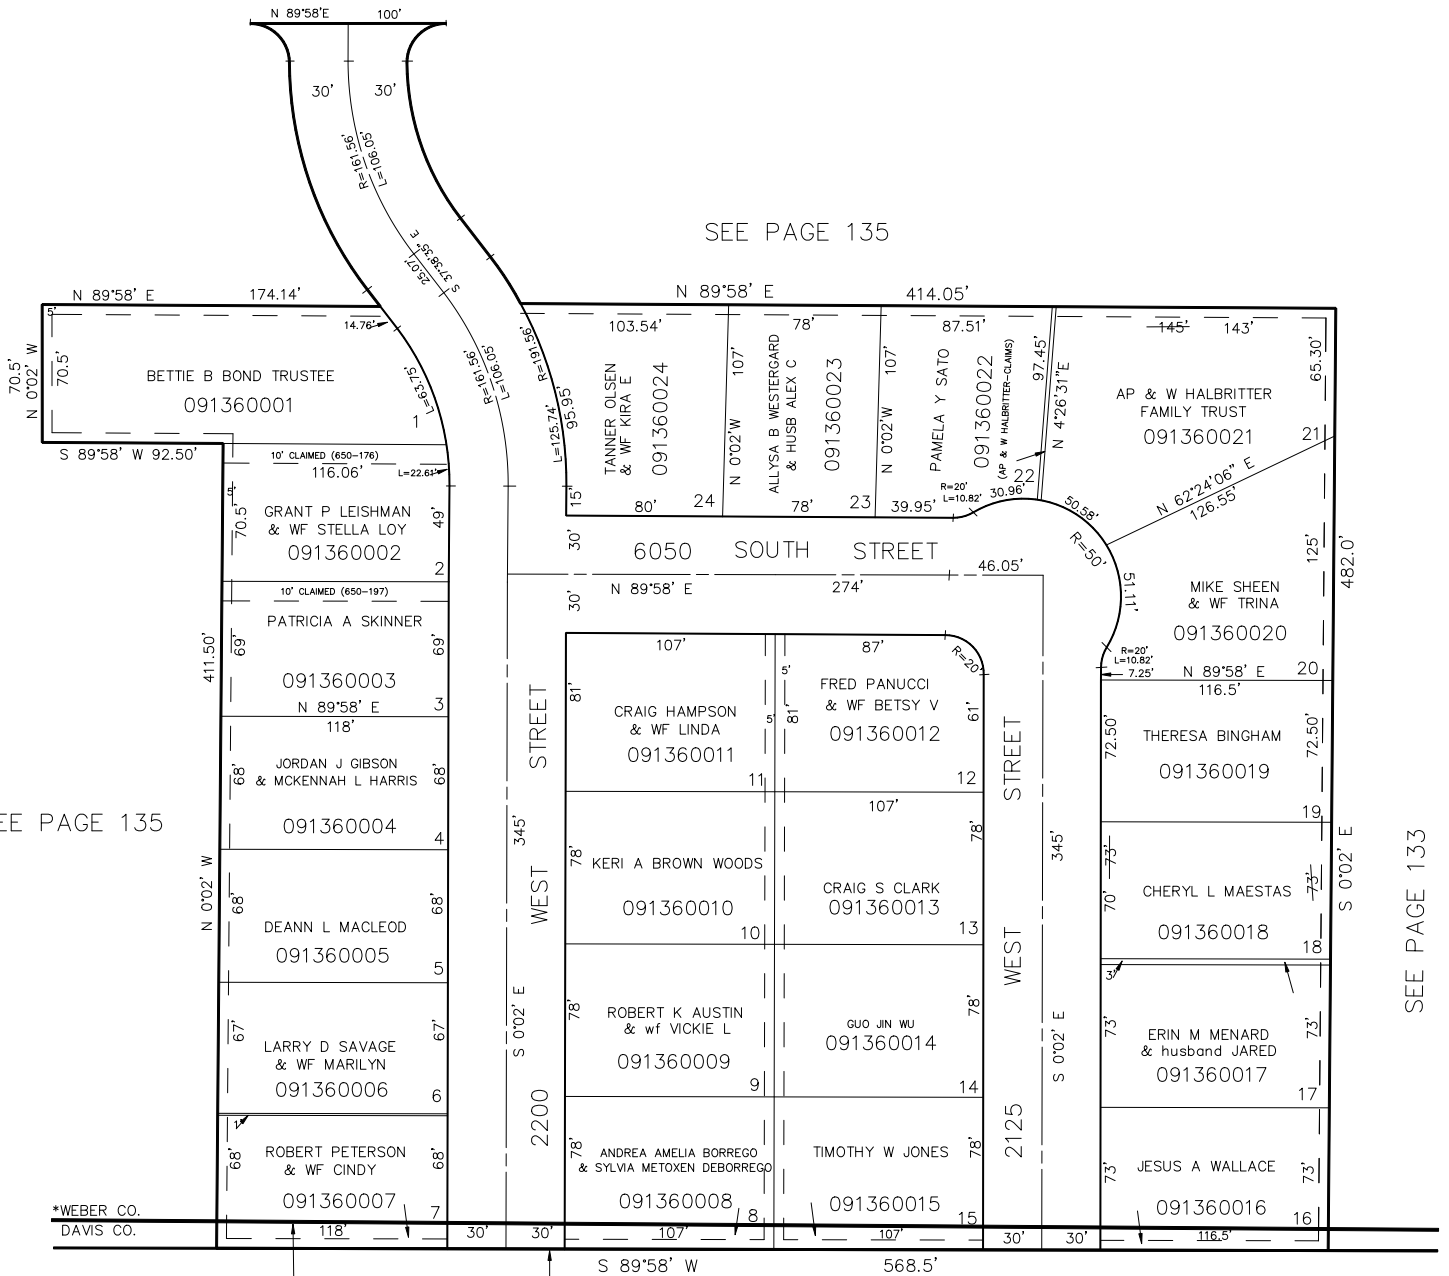 N 89°58'E 100'
30' 30'
R=161.56'
L=106.05'
S 37°38'35" E
25.07'
SEE PAGE 135
N 89°58' E 174.14'
N 89°58' E 414.05'
5'
14.76'
70.5'
N 0°02' W
70.5'
BETTIE B BOND TRUSTEE
091360001
1
L=63.75'
R=161.56'
L=106.05'
R=191.56'
L=125.74'
95.95'
S 89°58' W 92.50'
10' CLAIMED (650-176)
116.06'
L=22.61'
103.54'
TANNER OLSEN
& WF KIRA E
091360024
15'
80'
24
107'
N 0°02'W
78'
ALLYSA B WESTERGARD
& HUSB ALEX C
091360023
78'
23
107'
N 0°02'W
87.51'
PAMELA Y SATO
091360022
(AP & W HALBRITTER-CLAIMS)
22
39.95'
R=20'
L=10.82'
30.96'
97.45'
N 4°26'31"E
145' 143'
65.30'
AP & W HALBRITTER
FAMILY TRUST
091360021
21
N 62°24'06" E
126.55'
50.58'
R=50'
51.11'
5'
70.5'
GRANT P LEISHMAN
& WF STELLA LOY
091360002
49'
2
30'
6050 SOUTH STREET
N 89°58' E 274'
46.05'
30'
125'
482.0'
MIKE SHEEN
& WF TRINA
091360020
R=20'
L=10.82'
7.25'
N 89°58' E
116.5'
20
10' CLAIMED (650-197)
PATRICIA A SKINNER
69' 69'
091360003
N 89°58' E
3
118'
411.50'
N 0°02' W
107'
81'
CRAIG HAMPSON
& WF LINDA
091360011
5'
11
87'
R=20'
5'
81'
FRED PANUCCI
& WF BETSY V
091360012
61'
12
72.50' 72.50'
THERESA BINGHAM
091360019
19
JORDAN J GIBSON
& MCKENNAH L HARRIS
68' 68'
091360004
4
EE PAGE 135
2200 WEST STREET
345'
S 0°02' E
78'
KERI A BROWN WOODS
091360010
10
107'
78'
CRAIG S CLARK
091360013
13
2125 WEST STREET
345'
S 0°02' E
73' 73'
70'
CHERYL L MAESTAS
091360018
18
3'
S 0°02' E
SEE PAGE 133
68' 68'
DEANN L MACLEOD
091360005
5
78'
ROBERT K AUSTIN
& wf VICKIE L
091360009
9
78'
GUO JIN WU
091360014
14
73' 73'
ERIN M MENARD
& husband JARED
091360017
17
67' 67'
LARRY D SAVAGE
& WF MARILYN
091360006
6
68' 68'
ROBERT PETERSON
& WF CINDY
091360007
7
78'
ANDREA AMELIA BORREGO
& SYLVIA METOXEN DEBORREGO
091360008
8
78'
TIMOTHY W JONES
091360015
15
73' 73'
JESUS A WALLACE
091360016
16
*WEBER CO.
DAVIS CO.
118' 30' 30' 107' 107' 30' 30' 116.5'
S 89°58' W 568.5'